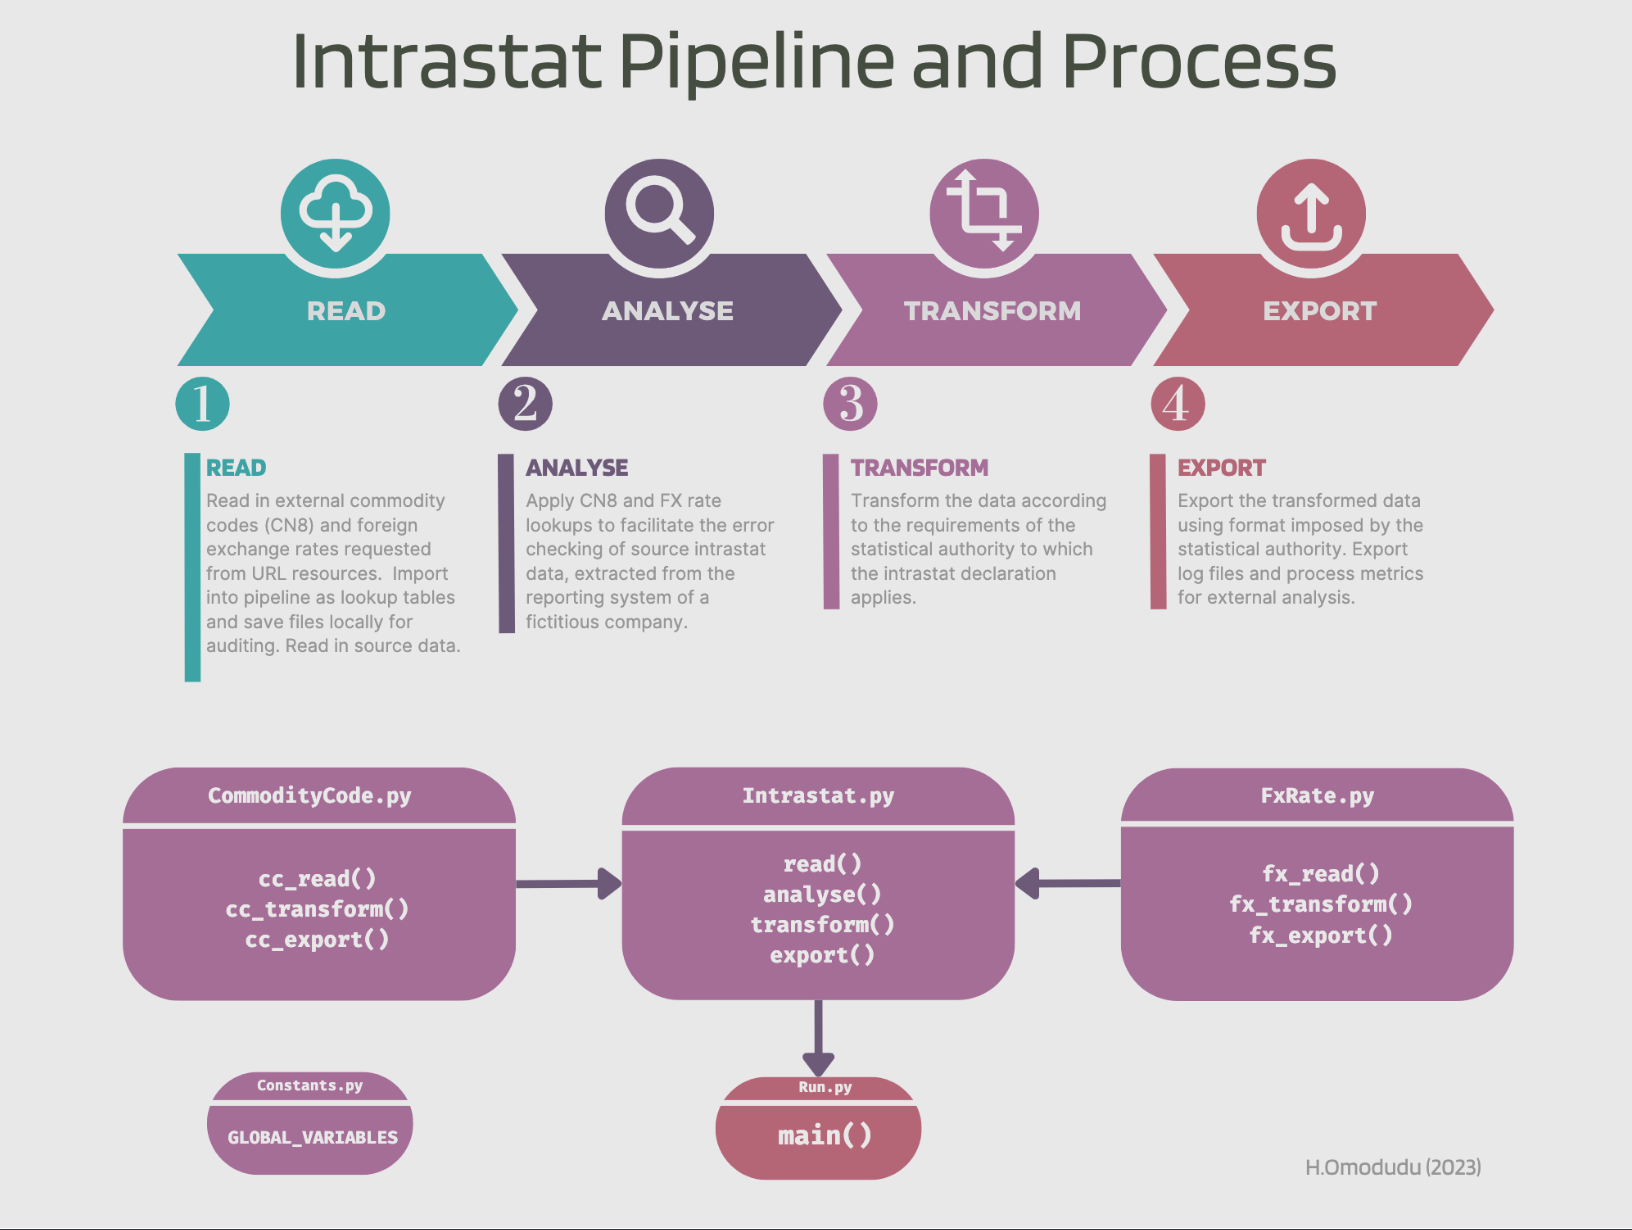 Intrastat Pipeline and Process
READ
ANALYSE
TRANSFORM
EXPORT
1
READ
Read in external commodity
codes (CN8) and foreign
exchange rates requested
from URL resources.  Import
into pipeline as lookup tables
and save files locally for
auditing. Read in source data.
2
ANALYSE
Apply CN8 and FX rate
lookups to facilitate the error
checking of source intrastat
data, extracted from the
reporting system of a
fictitious company.
3
TRANSFORM
Transform the data according
to the requirements of the
statistical authority to which
the intrastat declaration
applies.
4
EXPORT
Export the transformed data
using format imposed by the
statistical authority. Export
log files and process metrics
for external analysis.
CommodityCode.py
cc_read()
cc_transform()
cc_export()
Intrastat.py
read()
analyse()
transform()
export()
FxRate.py
fx_read()
fx_transform()
fx_export()
Constants.py
GLOBAL_VARIABLES
Run.py
main()
H.Omodudu (2023)